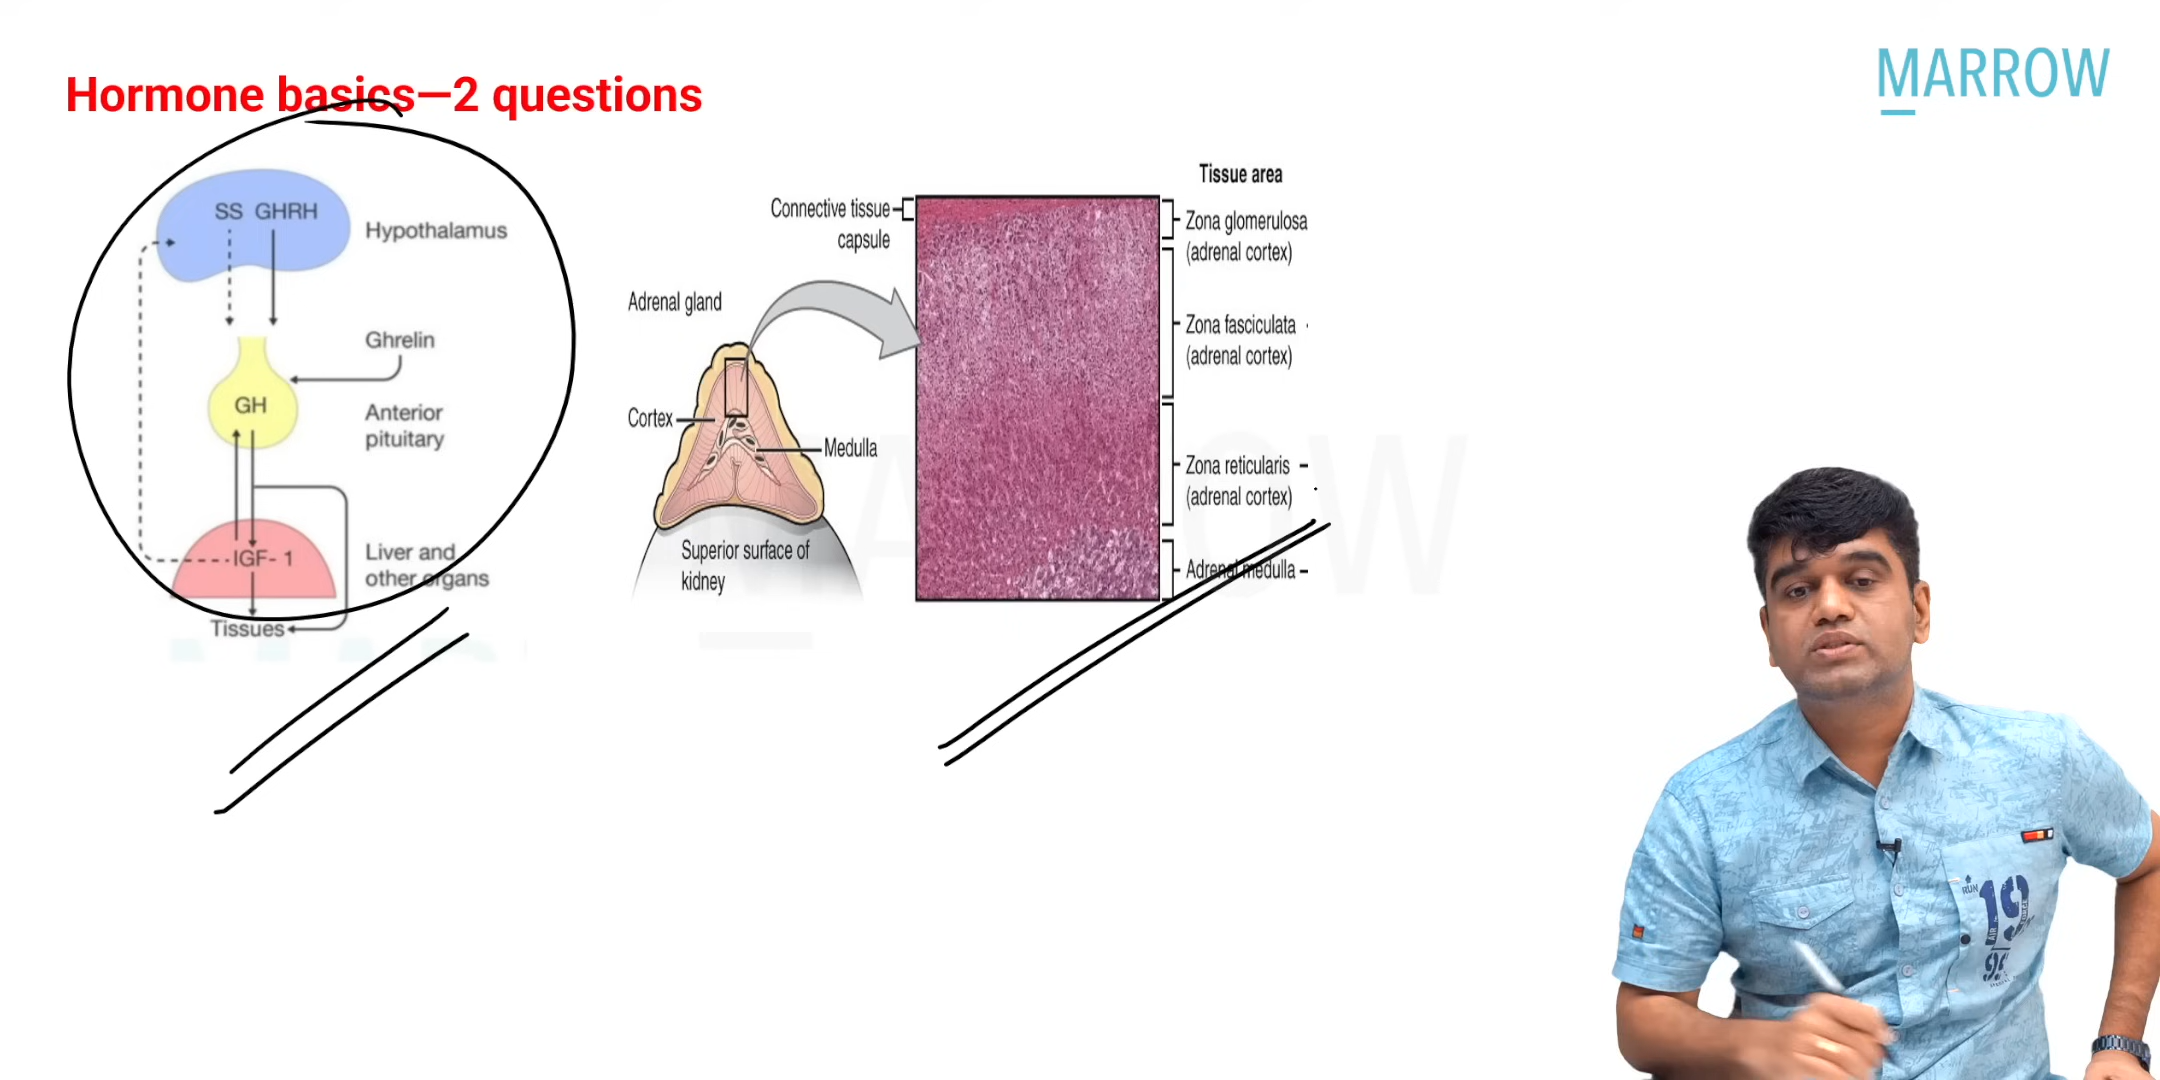 Hormone basics—2 questions
MARROW
SS GHRH
Hypothalamus
Ghrelin
GH
Anterior
pituitary
IGF- 1
Liver and
other organs
Tissues
Connective tissue
capsule
Adrenal gland
Cortex
Medulla
Superior surface of
kidney
Tissue area
Zona glomerulosa
(adrenal cortex)
Zona fasciculata
(adrenal cortex)
Zona reticularis
(adrenal cortex)
Adrenal medulla
MARROW
RUN
19
AIR